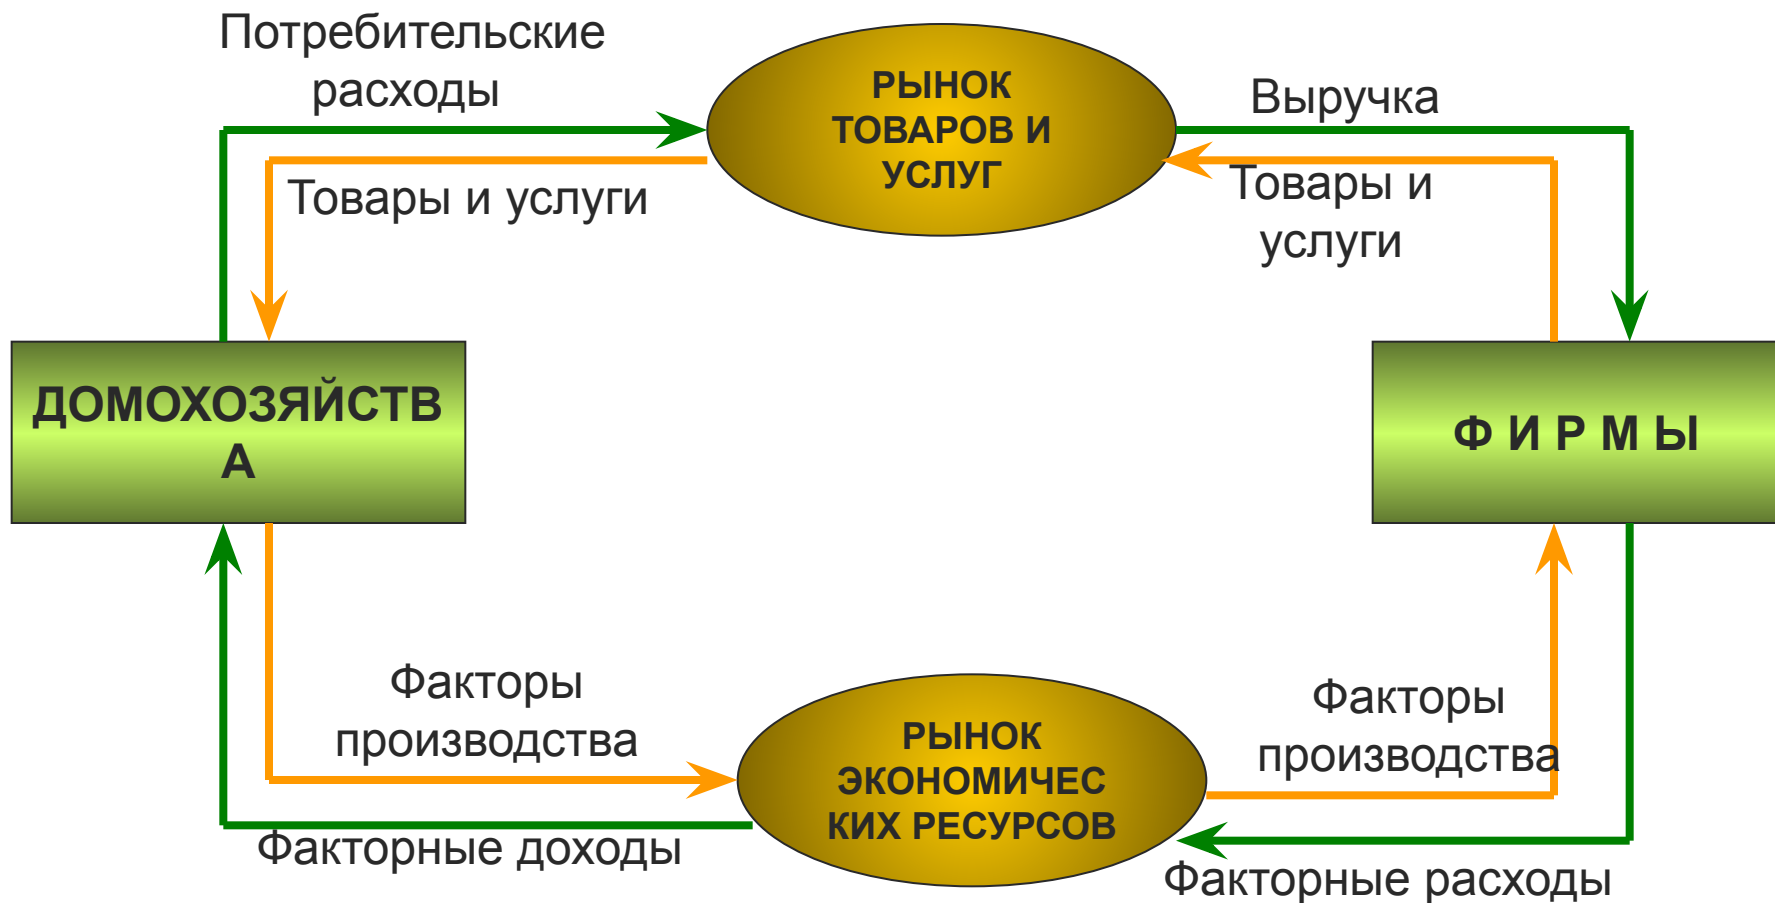 Потребительские
расходы
РЫНОК
ТОВАРОВ И
УСЛУГ
Выручка
Товары и услуги
Товары и
услуги
ДОМОХОЗЯЙСТВ
А
Ф И Р М Ы
Факторы
производства
РЫНОК
ЭКОНОМИЧЕС
КИХ РЕСУРСОВ
Факторы
производства
Факторные доходы
Факторные расходы